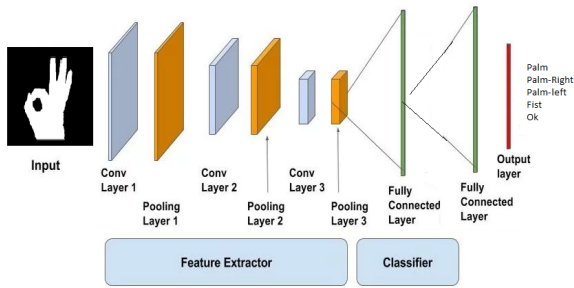 Input
Conv
Layer 1
Pooling
Layer 1
Conv
Layer 2
Pooling
Layer 2
Conv
Layer 3
Pooling
Layer 3
Fully
Connected
Layer
Fully
Connected
Layer
Output
layer
Palm
Palm-Right
Palm-left
Fist
Ok
Feature Extractor
Classifier